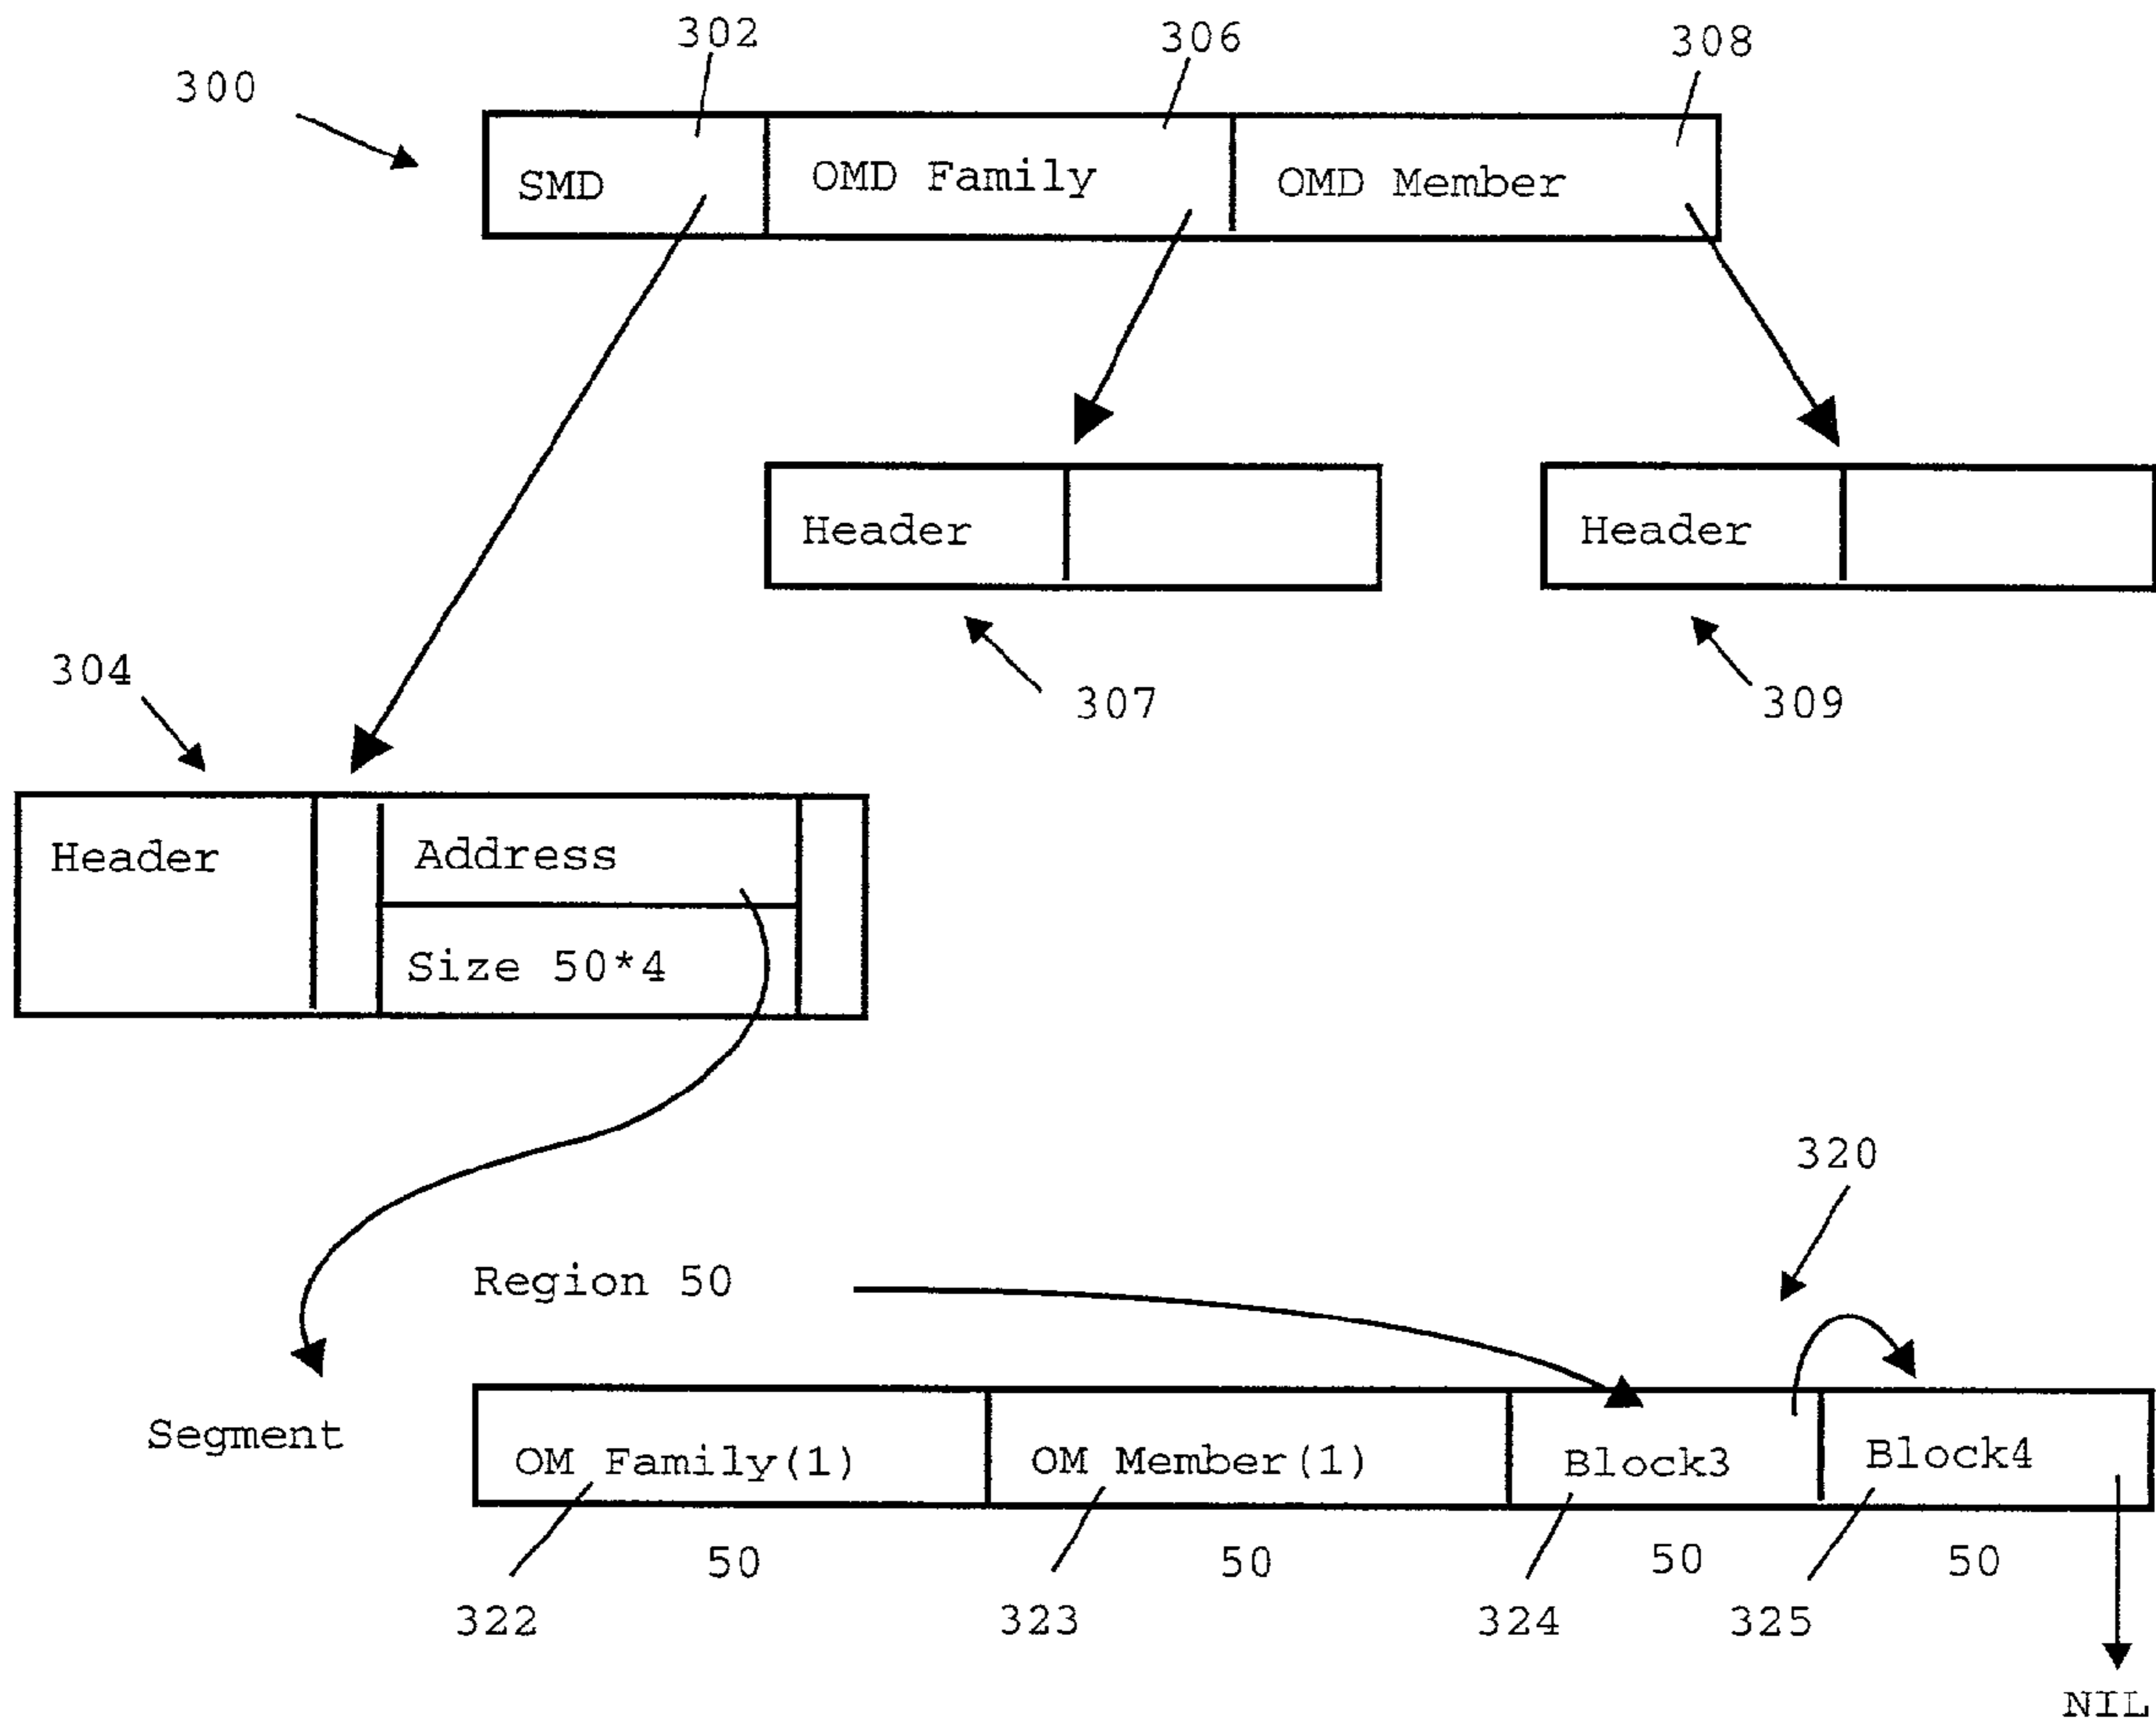 302
306
308
300
SMD
OMD Family
OMD Member
Header
Header
304
307
309
Header
Address
Size 50*4
320
Region 50
Segment
OM Family(1)
OM Member(1)
Block3
Block4
50
50
50
50
322
323
324
325
NIL